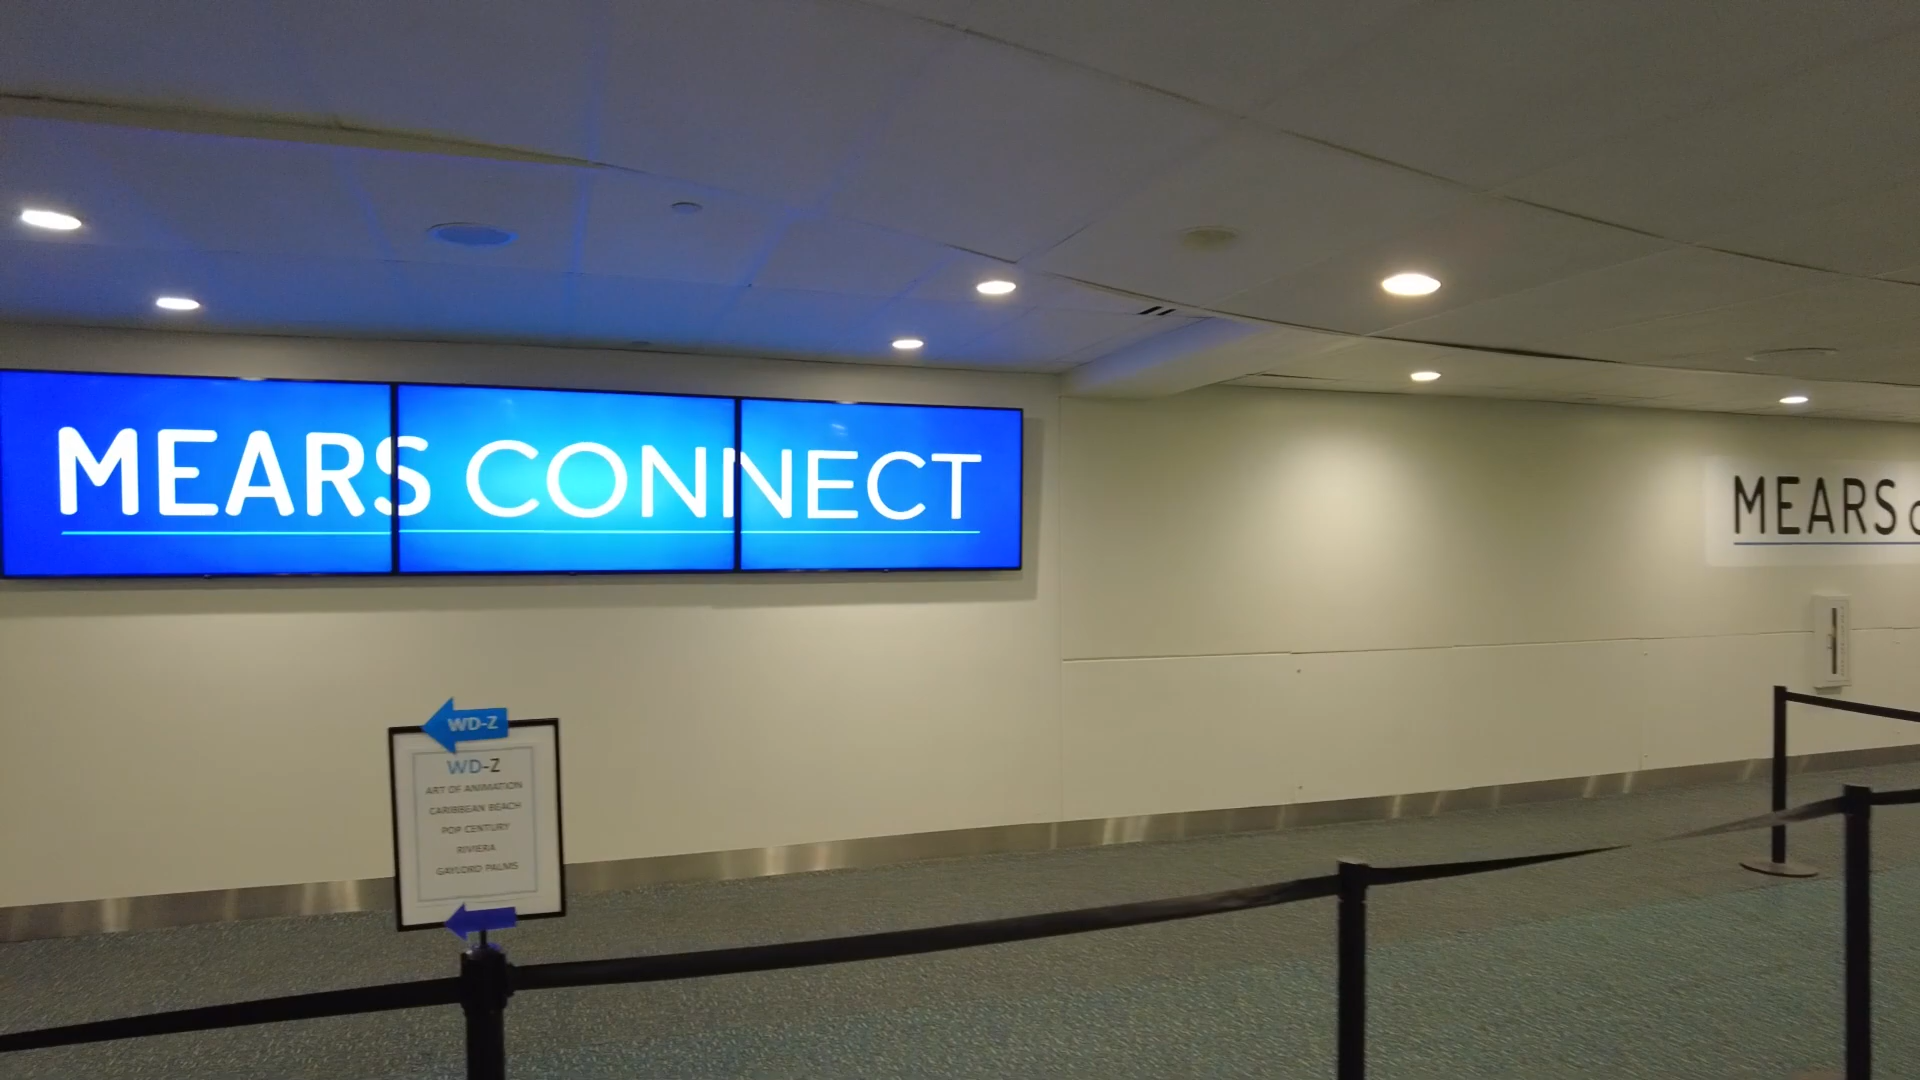 MEARS CONNECT
MEARS
WD-Z
WD-Z
ART OF ANIMATION
CARIBBEAN BEACH
POP CENTURY
RIVIERA
GAYLORD PALMS